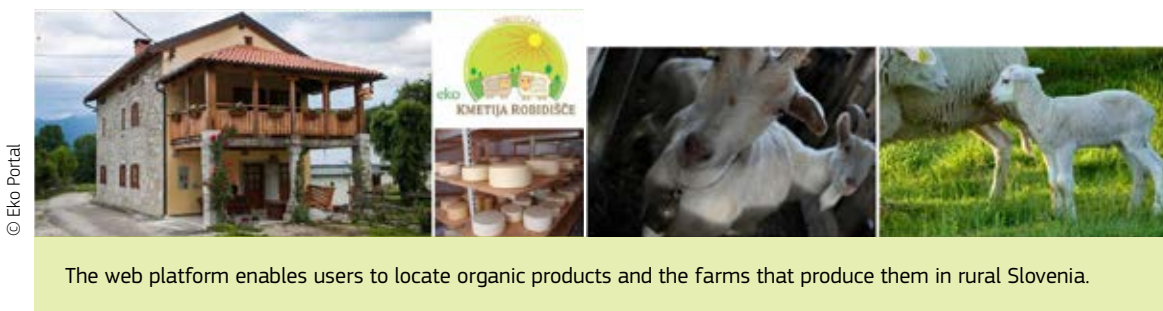 © Eko Portal
eko
KMETIJA ROBIDIŠČE
The web platform enables users to locate organic products and the farms that produce them in rural Slovenia.